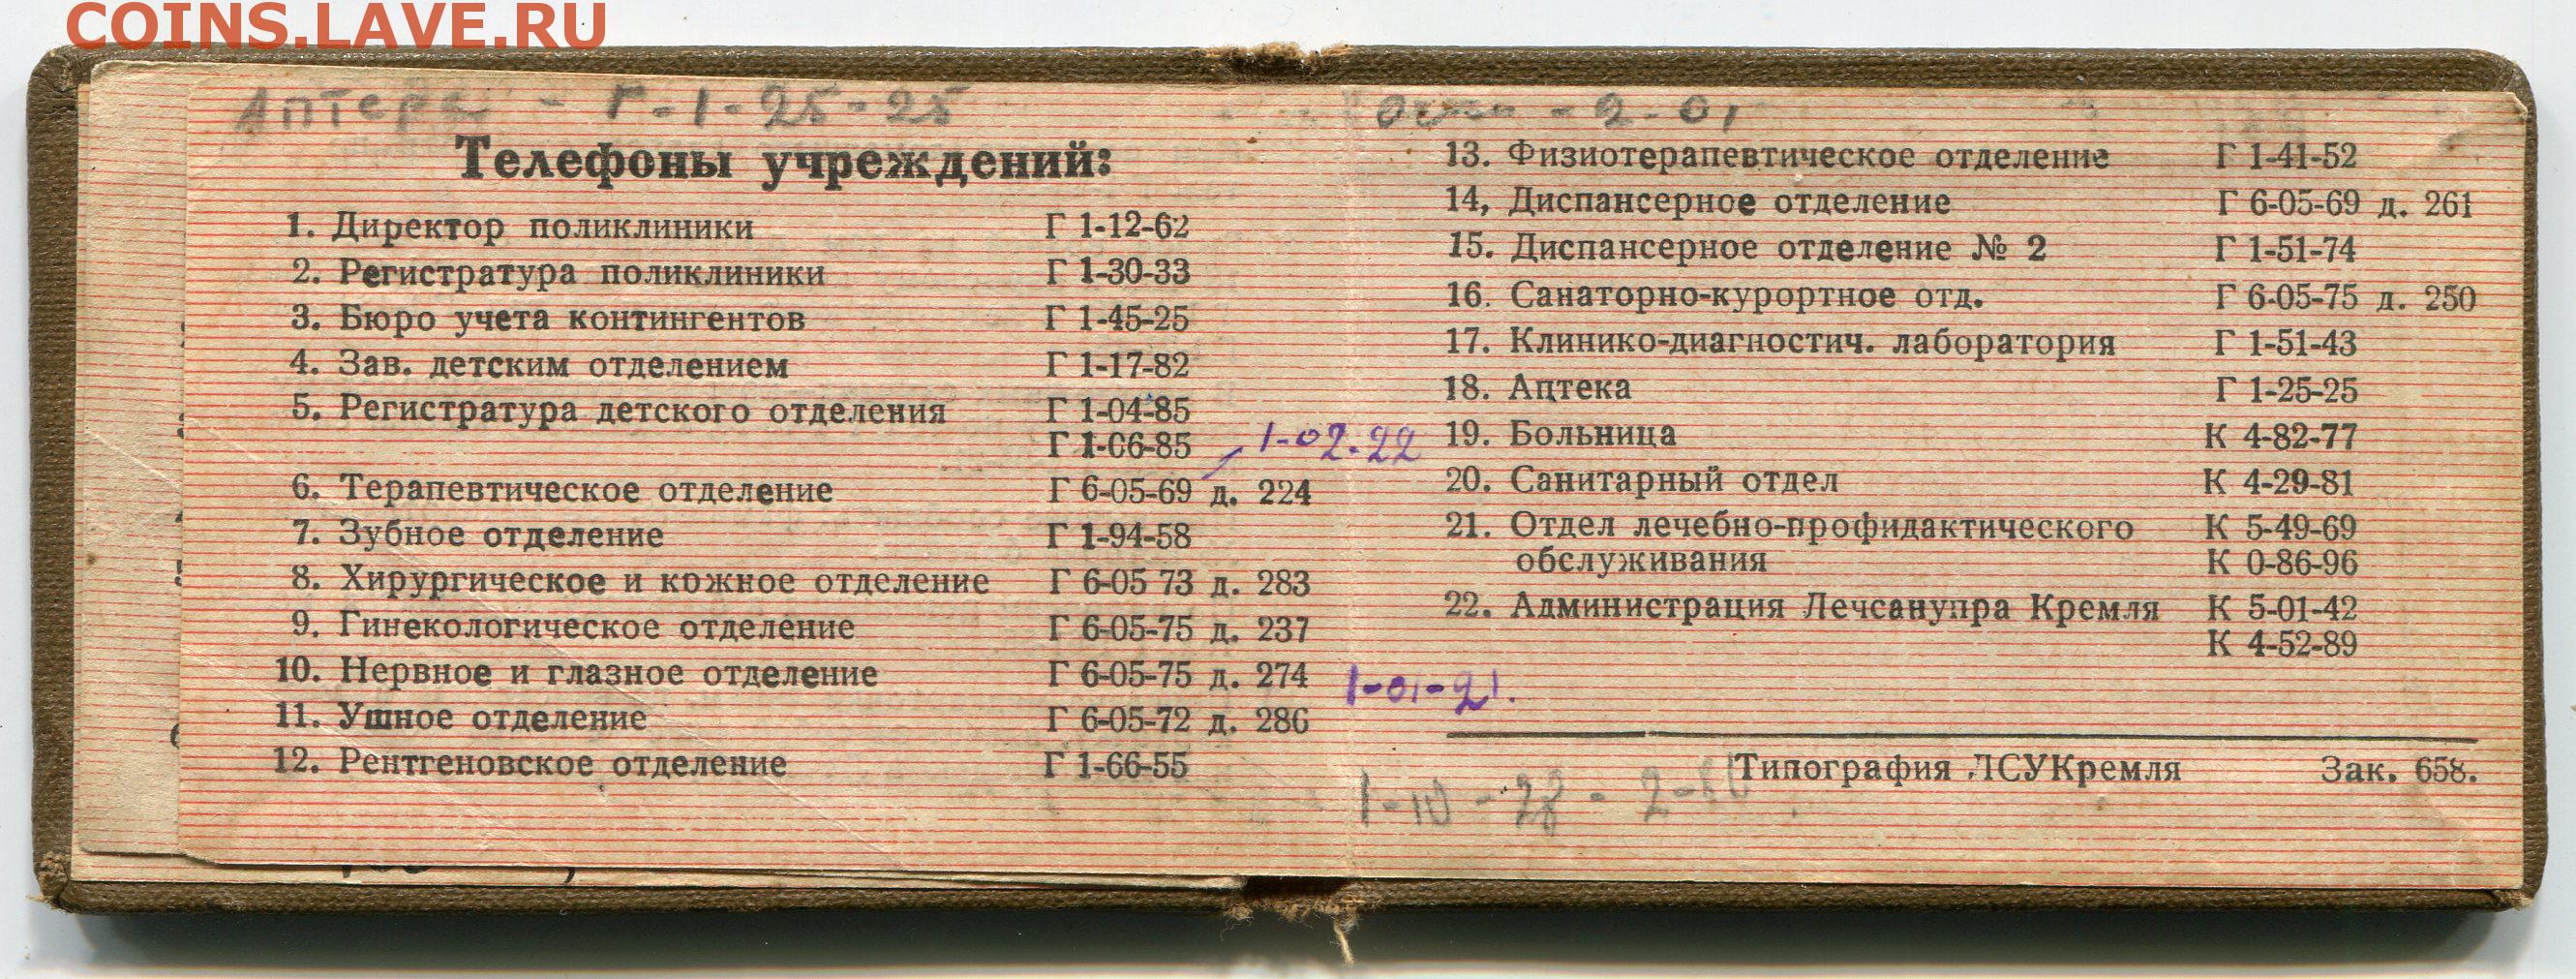 COINS.LAVE.RU
Аптека - Г-1-25-25
Телефоны учреждений:
1. Директор поликлиники Г 1-12-62
2. Регистратура поликлиники Г 1-30-33
3. Бюро учета контингентов Г 1-45-25
4. Зав. детским отделением Г 1-17-82
5. Регистратура детского отделения Г 1-04-85
Г 1-06-85
1-02-22
6. Терапевтическое отделение Г 6-05-69 д. 224
7. Зубное отделение Г 1-94-58
8. Хирургическое и кожное отделение Г 6-05 73 д. 283
9. Гинекологическое отделение Г 6-05-75 д. 237
10. Нервное и глазное отделение Г 6-05-75 д. 274
11. Ушное отделение Г 6-05-72 д. 286
12. Рентгеновское отделение Г 1-66-55
- 2-01
13. Физиотерапевтическое отделение Г 1-41-52
14, Диспансерное отделение Г 6-05-69 д. 261
15. Диспансерное отделение № 2 Г 1-51-74
16. Санаторно-курортное отд. Г 6-05-75 д. 250
17. Клинико-диагностич. лаборатория Г 1-51-43
18. Аптека Г 1-25-25
19. Больница К 4-82-77
20. Санитарный отдел К 4-29-81
21. Отдел лечебно-профидактического К 5-49-69
обслуживания К 0-86-96
22. Администрация Лечсанупра Кремля К 5-01-42
К 4-52-89
1-01-21.
Типография ЛСУКремля Зак. 658.
1-10-28-